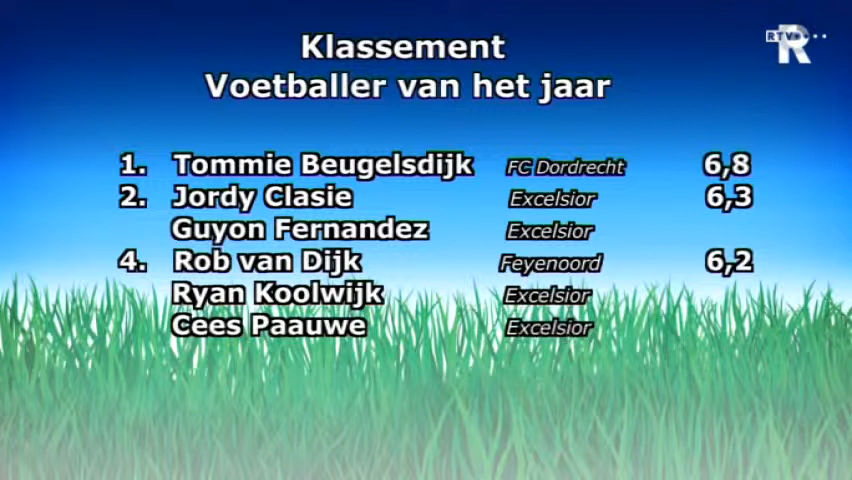 Klassement
RTV R
Voetballer van het jaar
1. Tommie Beugelsdijk FC Dordrecht 6,8
2. Jordy Clasie Excelsior 6,3
Guyon Fernandez Excelsior
4. Rob van Dijk Feyenoord 6,2
Ryan Koolwijk Excelsior
Cees Paauwe Excelsior